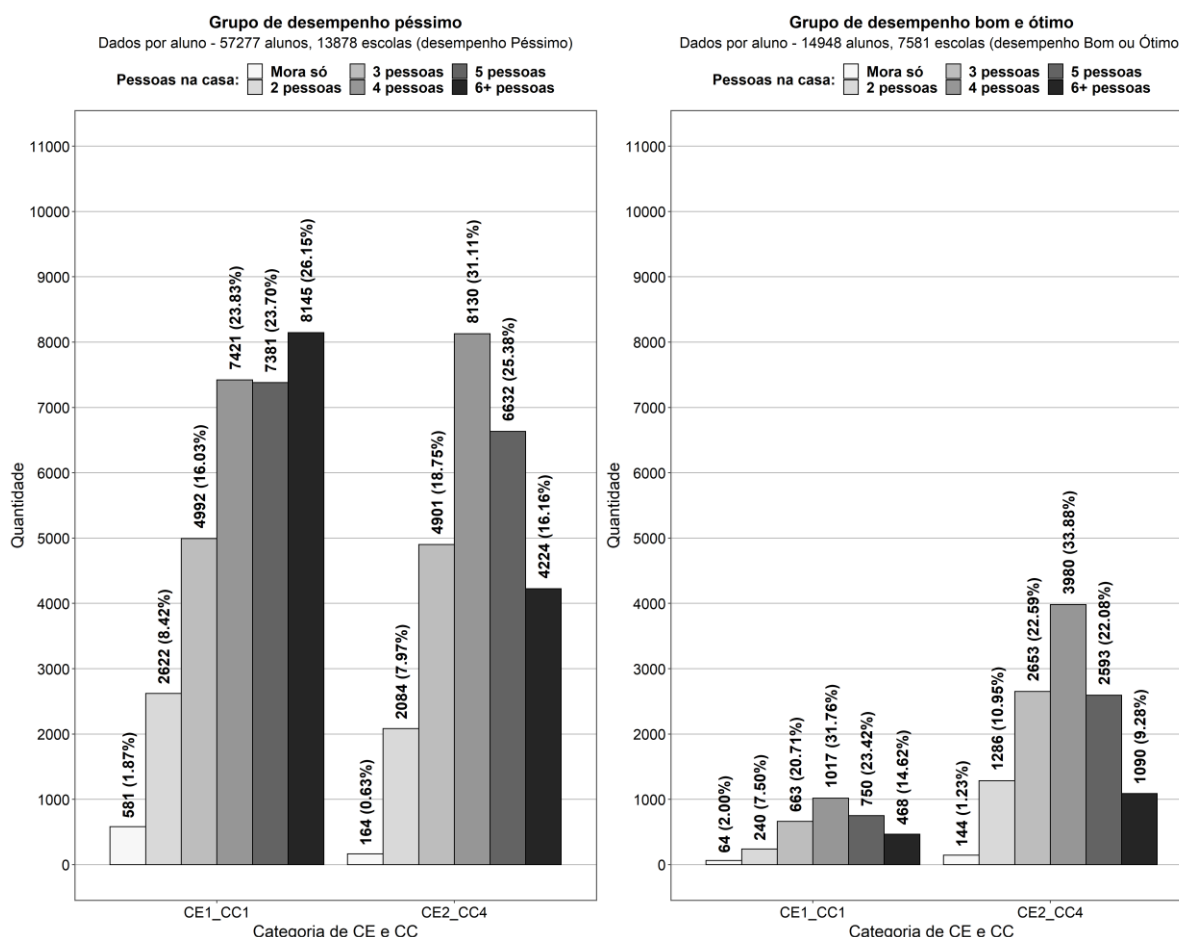 Grupo de desempenho péssimo
Dados por aluno - 57277 alunos, 13878 escolas (desempenho Péssimo)
Pessoas na casa:
Mora só
3 pessoas
5 pessoas
2 pessoas
4 pessoas
6+ pessoas
11000
10000
9000
8000
7000
6000
5000
4000
3000
2000
1000
0
Quantidade
581 (1.87%)
2622 (8.42%)
4992 (16.03%)
7421 (23.83%)
7381 (23.70%)
8145 (26.15%)
164 (0.63%)
2084 (7.97%)
4901 (18.75%)
8130 (31.11%)
6632 (25.38%)
4224 (16.16%)
CE1_CC1
CE2_CC4
Categoria de CE e CC
Grupo de desempenho bom e ótimo
Dados por aluno - 14948 alunos, 7581 escolas (desempenho Bom ou Ótimo
Pessoas na casa:
Mora só
3 pessoas
5 pessoas
2 pessoas
4 pessoas
6+ pessoas
11000
10000
9000
8000
7000
6000
5000
4000
3000
2000
1000
0
Quantidade
64 (2.00%)
240 (7.50%)
663 (20.71%)
1017 (31.76%)
750 (23.42%)
468 (14.62%)
144 (1.23%)
1286 (10.95%)
2653 (22.59%)
3980 (33.88%)
2593 (22.08%)
1090 (9.28%)
CE1_CC1
CE2_CC4
Categoria de CE e CC